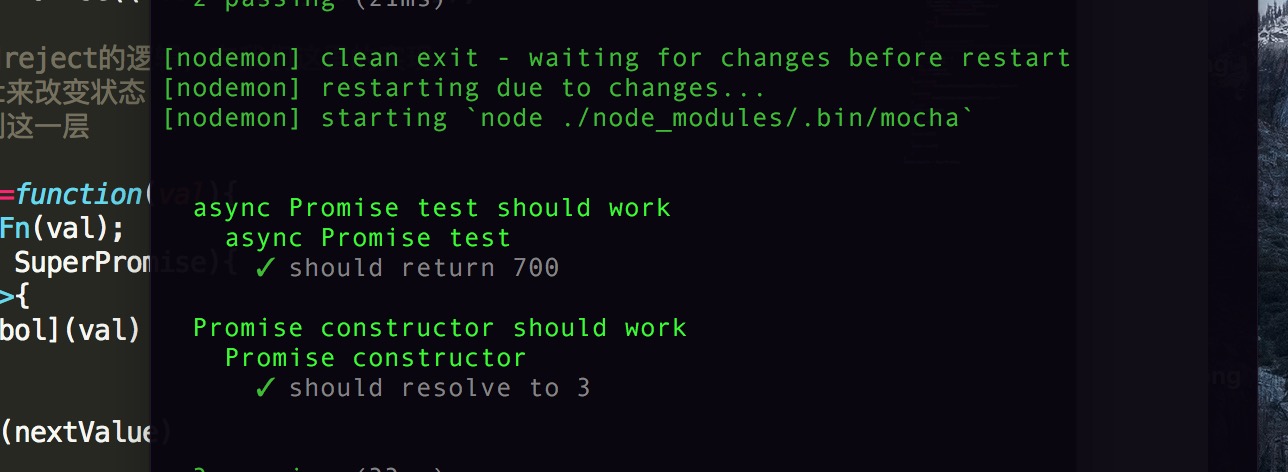 2 passing (21ms)
reject的逻
[nodemon] clean exit - waiting for changes before restart
来改变状态
[nodemon] restarting due to changes...
这一层
[nodemon] starting `node ./node_modules/.bin/mocha`
=function(val){
async Promise test should work
Fn(val);
async Promise test
SuperPromise){
✓ should return 700
>{
bol](val)
Promise constructor should work
Promise constructor
✓ should resolve to 3
(nextValue)